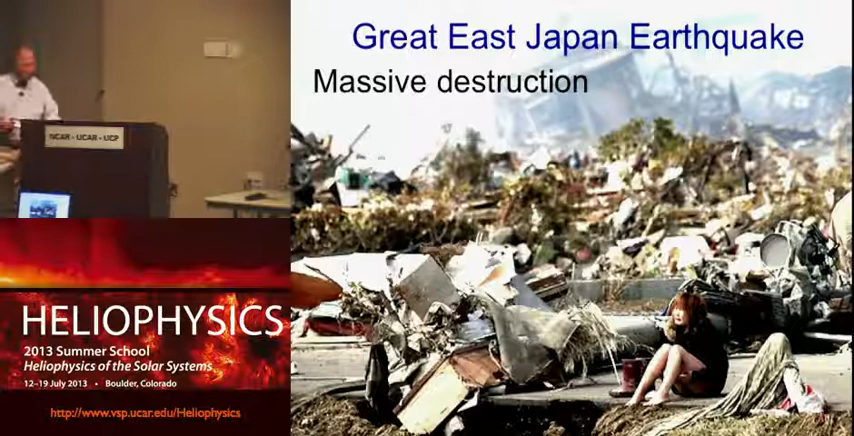 Great East Japan Earthquake
Massive destruction
NCAR - UCAR - UCP
HELIOPHYSICS
2013 Summer School
Heliophysics of the Solar Systems
12–19 July 2013 • Boulder, Colorado
http://www.vsp.ucar.edu/Heliophysics